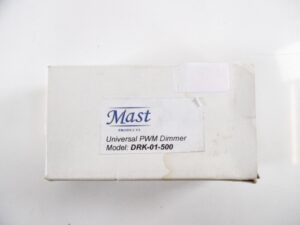 Mast
PRODUCTS
Universal PWM Dimmer
Model: DRK-01-500